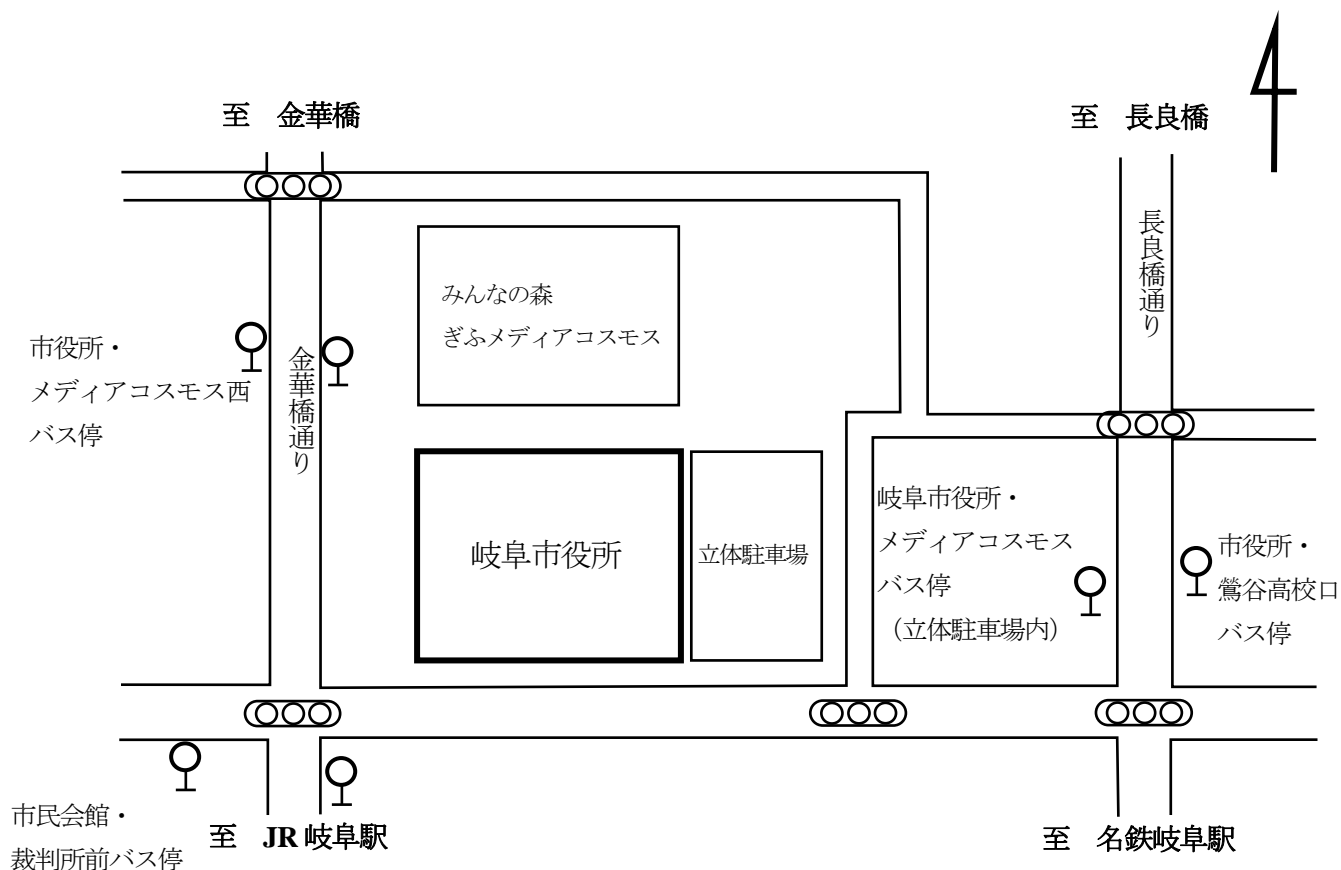 至　金華橋
至　長良橋
長良橋通り
みんなの森
ぎふメディアコスモス
市役所・
メディアコスモス西
バス停
金華橋通り
岐阜市役所
立体駐車場
岐阜市役所・
メディアコスモス
バス停
（立体駐車場内）
市役所・
鶯谷高校口
バス停
市民会館・
裁判所前バス停
至　JR 岐阜駅
至　名鉄岐阜駅